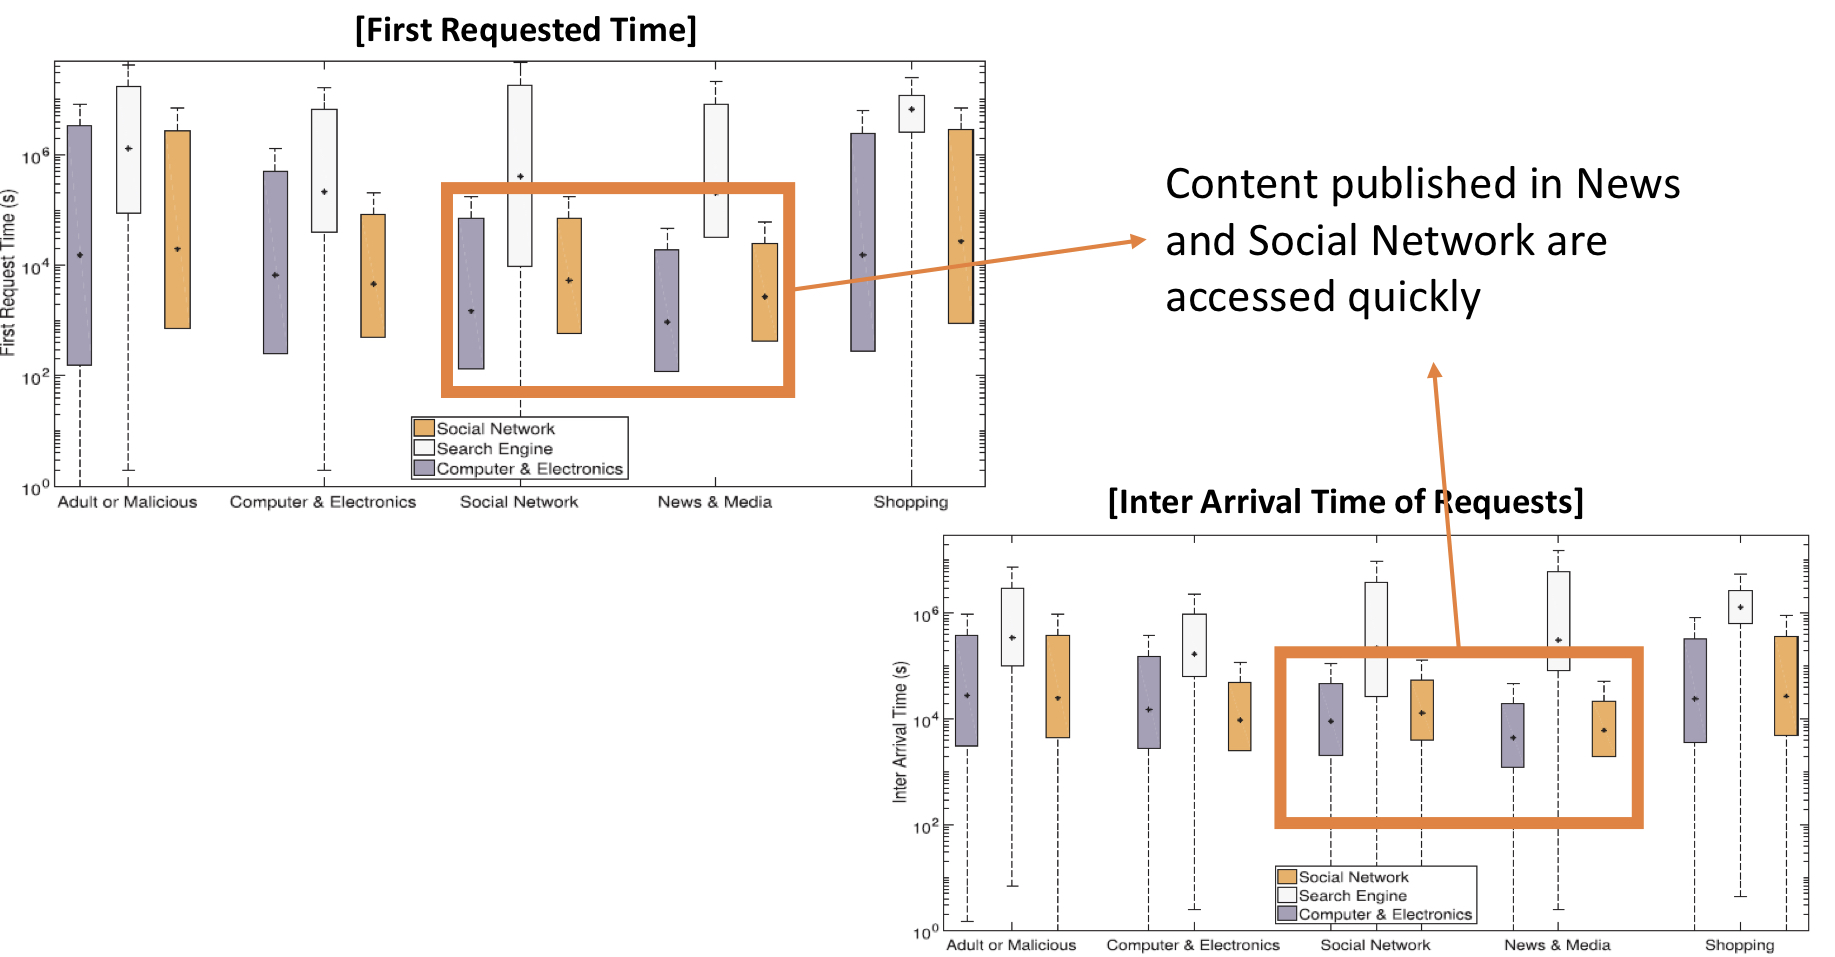 [First Requested Time]
First Request Time (s)
10^6
10^4
10^2
10^0
Social Network
Search Engine
Computer & Electronics
Adult or Malicious
Computer & Electronics
Social Network
News & Media
Shopping
Content published in News
and Social Network are
accessed quickly
[Inter Arrival Time of Requests]
Inter Arrival Time (s)
10^6
10^4
10^2
10^0
Social Network
Search Engine
Computer & Electronics
Adult or Malicious
Computer & Electronics
Social Network
News & Media
Shopping